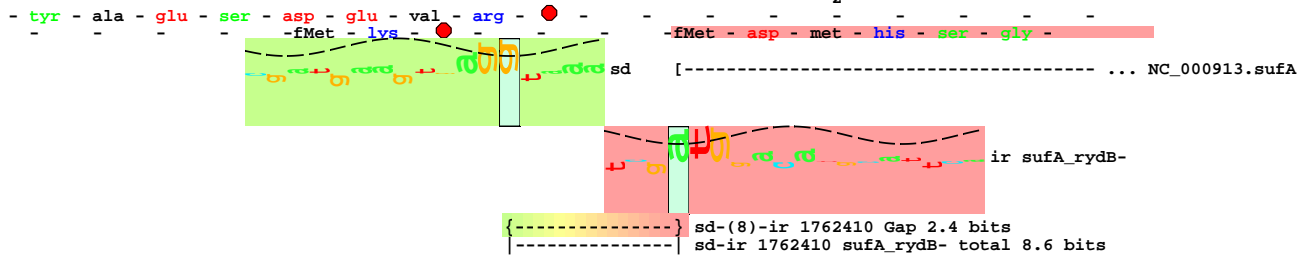 - tyr - ala - glu - ser - asp - glu - val - arg - - - - - - - - -
- - - - -fMet - lys - - - -fMet - asp - met - his - ser - gly -
sd [---------------------------------- ... NC_000913.sufA
ir sufA_rydB-
{-------------} sd-(8)-ir 1762410 Gap 2.4 bits
|-------------| sd-ir 1762410 sufA_rydB- total 8.6 bits